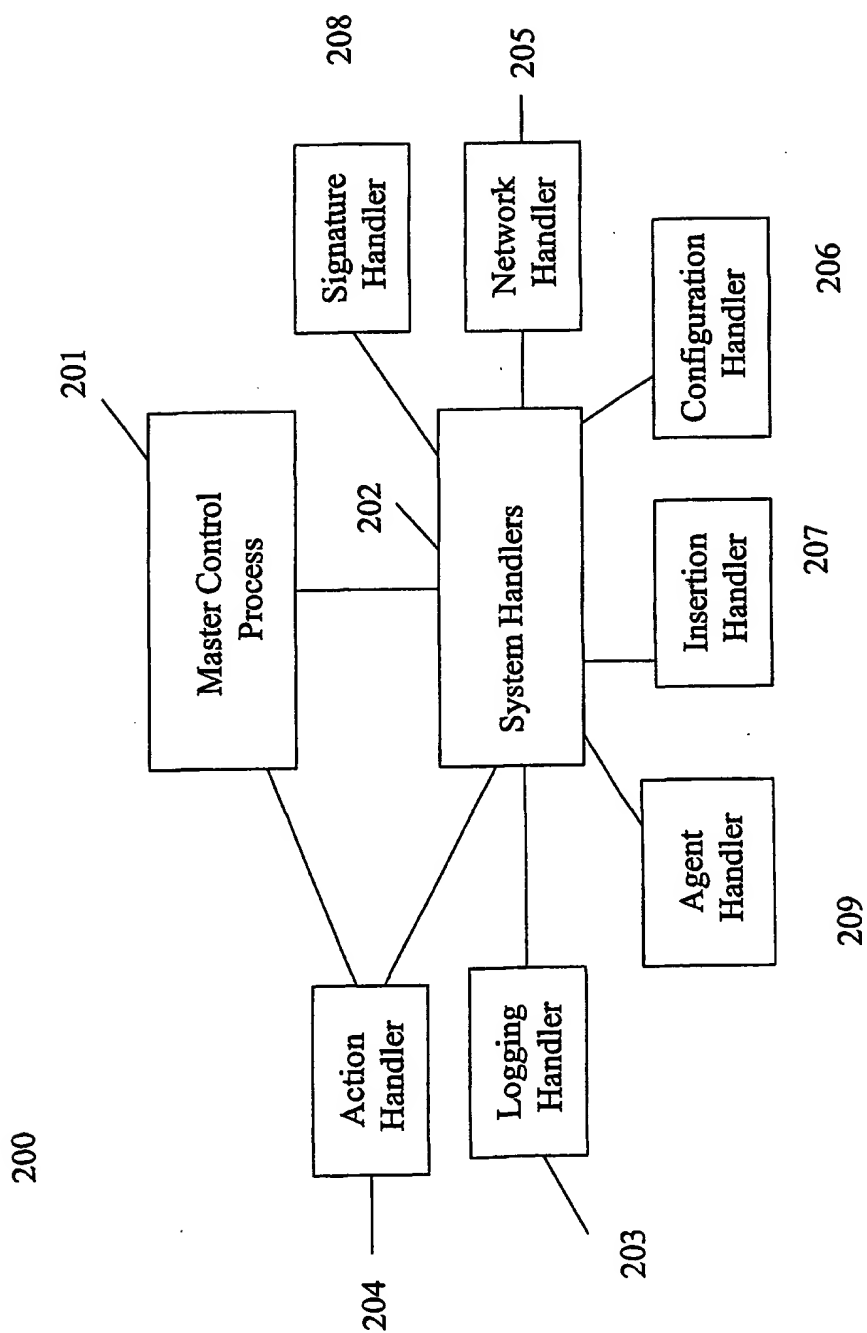 200
201
Master Control
Process
208
Signature
Handler
204
Action
Handler
202
System Handlers
Network
Handler
205
203
Logging
Handler
209
Agent
Handler
Insertion
Handler
207
Configuration
Handler
206